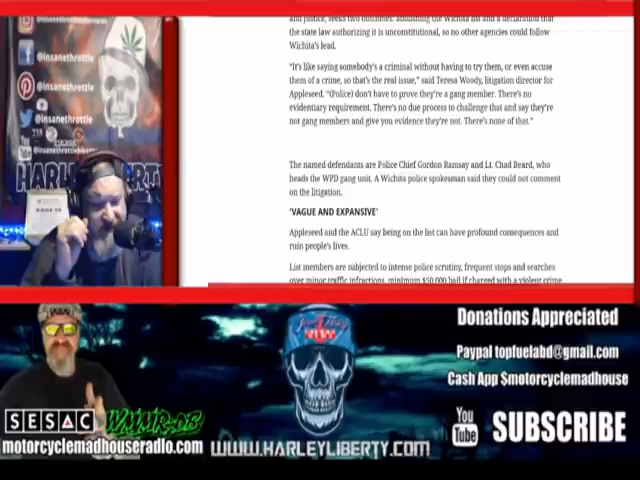 and justice, seeks two outcomes: abolishing the Wichita list and a declaration that
the state law authorizing it is unconstitutional, so no other agencies could follow
Wichita's lead.
"It's like saying somebody's a criminal without having to try them, or even accuse
them of a crime, so that's the real issue," said Teresa Woody, litigation director for
Appleseed. "(Police) don't have to prove they're a gang member. There's no
evidentiary requirement. There's no due process to challenge that and say they're
not gang members and give you evidence they're not. There's none of that."
The named defendants are Police Chief Gordon Ramsay and Lt. Chad Beard, who
heads the WPD gang unit. A Wichita police spokesman said they could not comment
on the litigation.
'VAGUE AND EXPANSIVE'
Appleseed and the ACLU say being on the list can have profound consequences and
ruin people's lives.
List members are subjected to intense police scrutiny, frequent stops and searches
over minor traffic infractions, minimum $50,000 bail if charged with a violent crime
@insanethrottle
@insanethrottle
@insanethrottle
@insanethrottle
HARLEY LIBERTY
Donations Appreciated
Paypal topfuelabd@gmail.com
Cash App $motorcyclemadhouse
You
Tube
SUBSCRIBE
SESAC
WMMR-DB
motorcyclemadhouseradio.com
WWW.HARLEYLIBERTY.COM